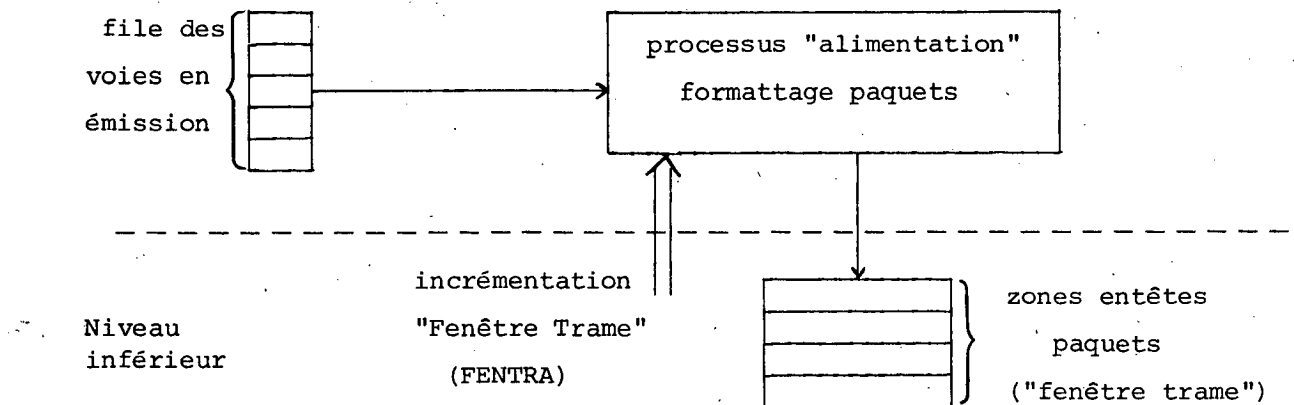 file des
voies en
émission
processus "alimentation"
formattage paquets
incrémentation
"Fenêtre Trame"
(FENTRA)
Niveau
inférieur
zones entêtes
paquets
("fenêtre trame")